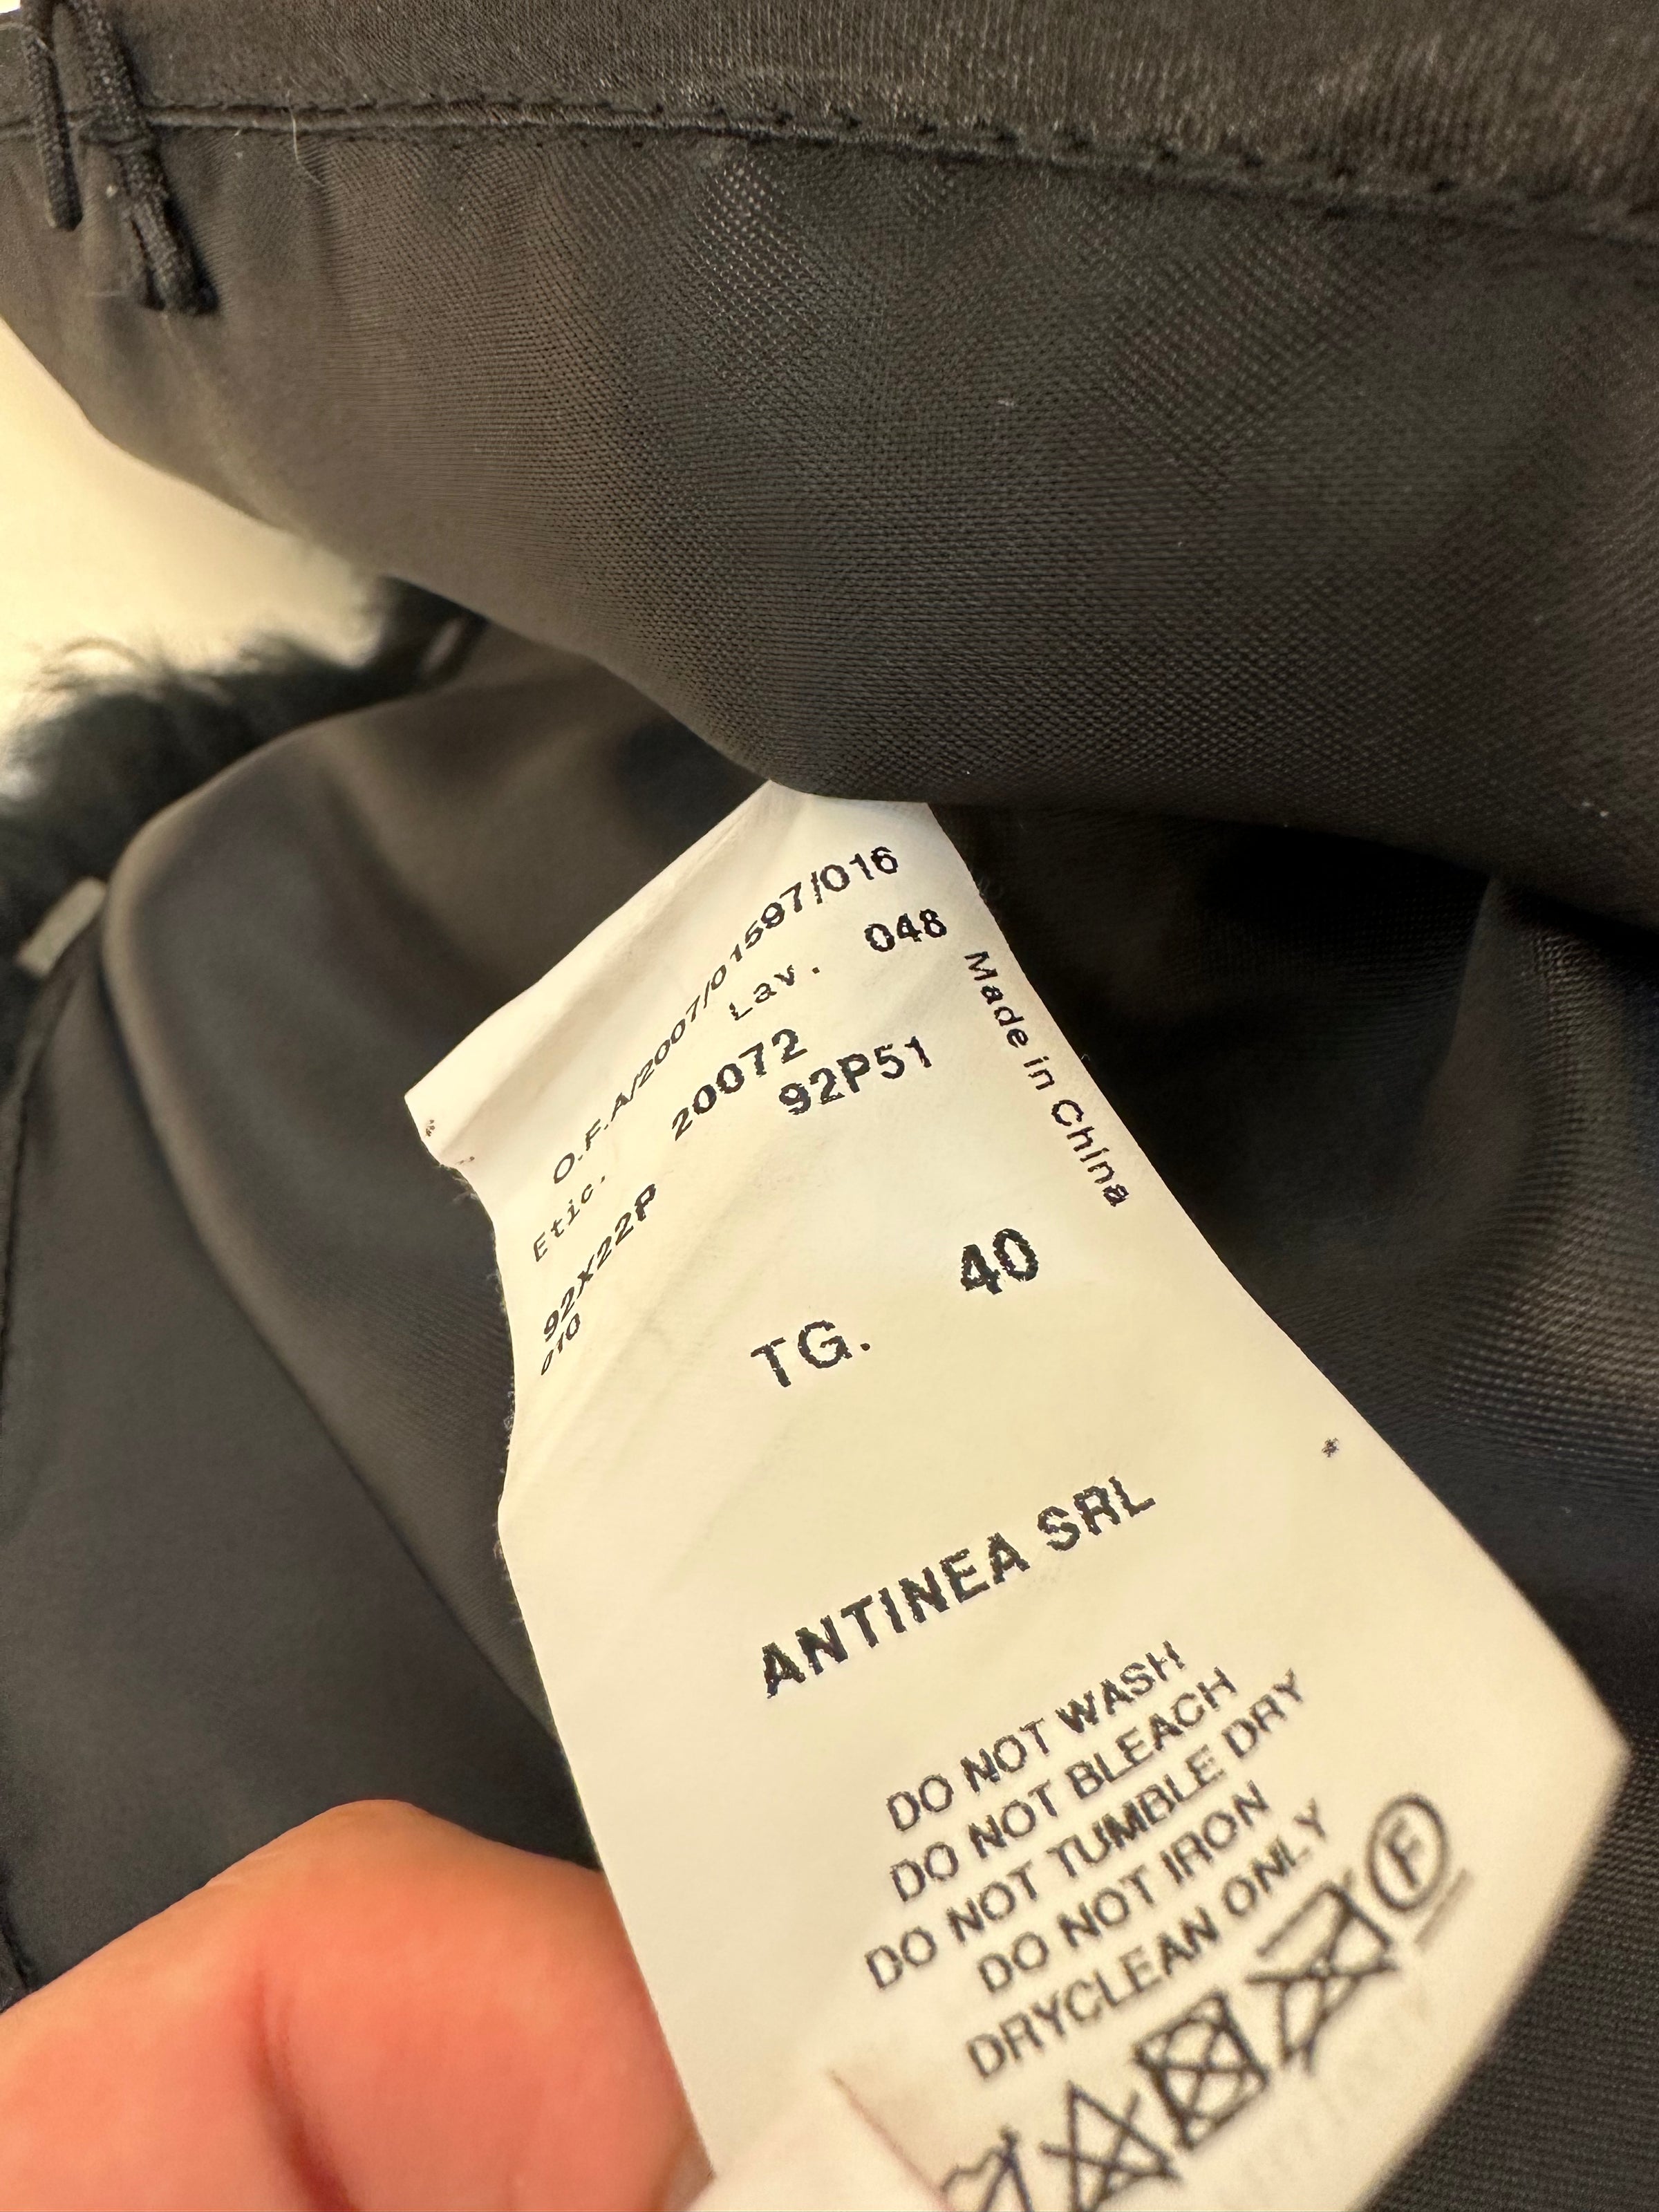 O.F.A/2007/01597/016
Etic. Lav. 048
20072
92X22P 92P51
010
Made in China
TG. 40
ANTINEA SRL
DO NOT WASH
DO NOT BLEACH
DO NOT TUMBLE DRY
DO NOT IRON
DRYCLEAN ONLY
F